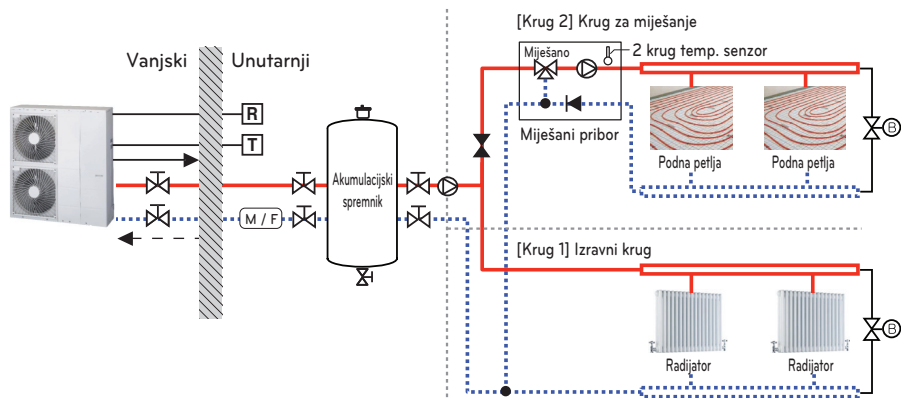 Vanjski
Unutarnji
R
T
M / F
Akumulacijski
spremnik
[Krug 2] Krug za miješanje
Miješano
2 krug temp. senzor
Miješani pribor
Podna petlja
Podna petlja
B
[Krug 1] Izravni krug
Radijator
Radijator
B